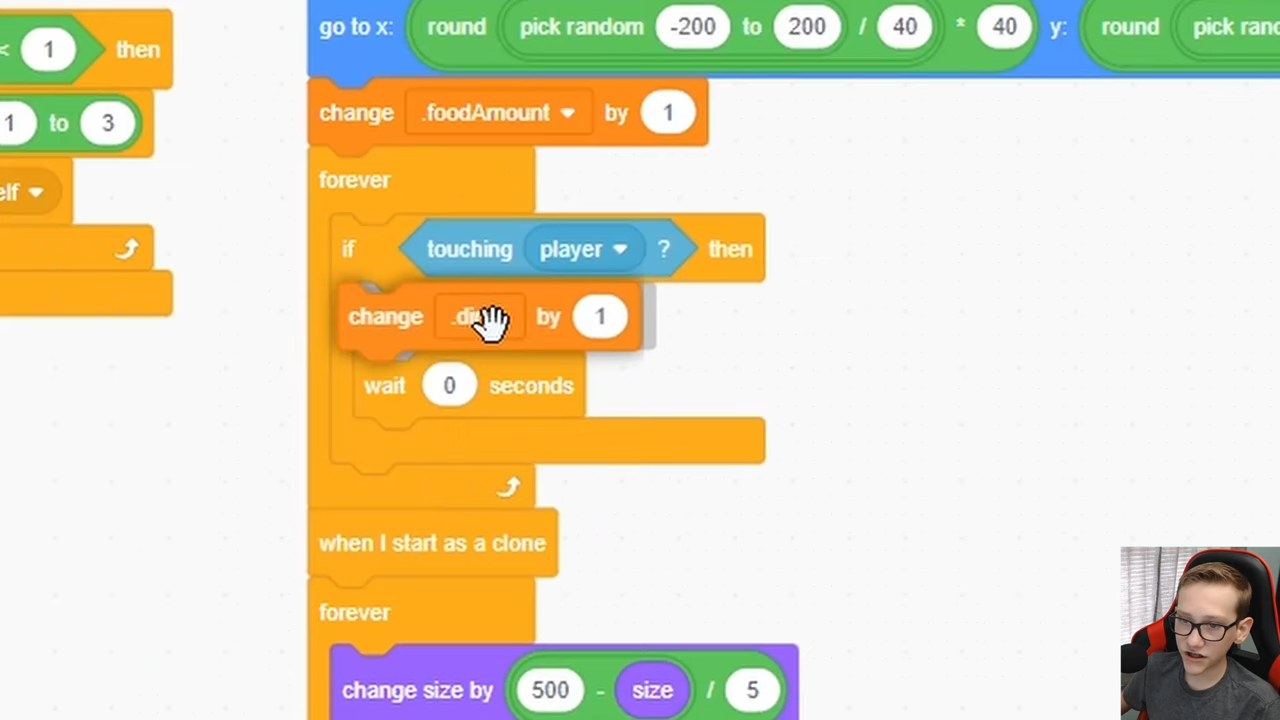 < 1 then
1 to 3
elf
go to x: round pick random -200 to 200 / 40 * 40 y: round
change .foodAmount by 1
forever
if touching player ? then
change by 1
wait 0 seconds
when I start as a clone
forever
change size by 500 - size / 5